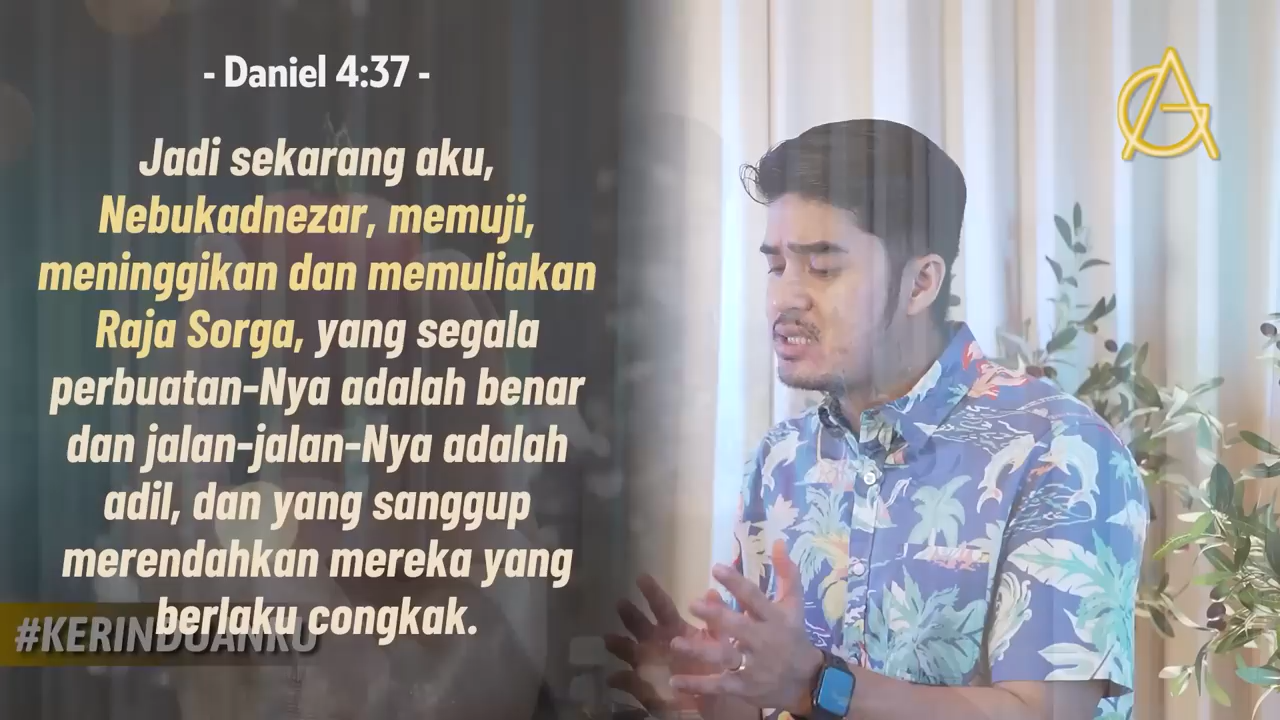 - Daniel 4:37 -
Jadi sekarang aku,
Nebukadnezar, memuji,
meninggikan dan memuliakan
Raja Sorga, yang segala
perbuatan-Nya adalah benar
dan jalan-jalan-Nya adalah
adil, dan yang sanggup
merendahkan mereka yang
berlaku congkak.
#KERINDUANKU